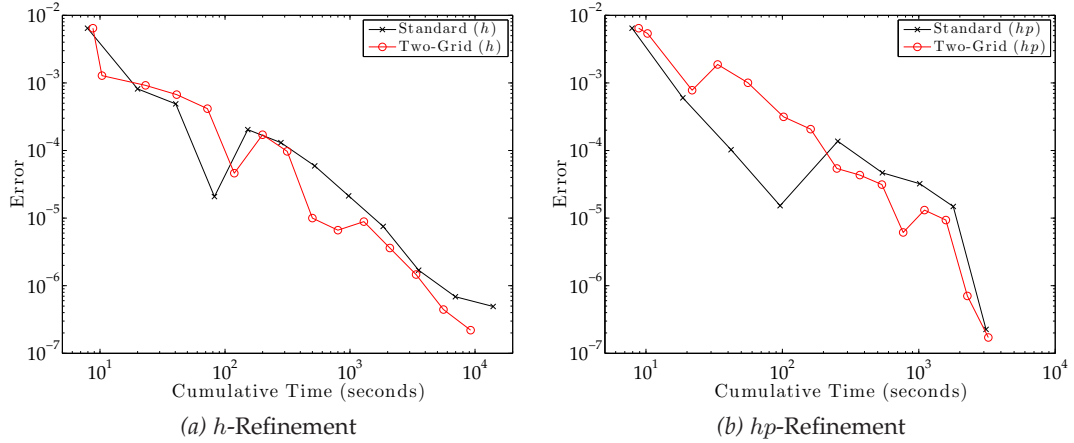 10^-2
10^-3
10^-4
10^-5
10^-6
10^-7
Error
Standard (h)
Two-Grid (h)
10^1
10^2
10^3
10^4
Cumulative Time (seconds)
(a) h-Refinement
10^-2
10^-3
10^-4
10^-5
10^-6
10^-7
Error
Standard (hp)
Two-Grid (hp)
10^1
10^2
10^3
10^4
Cumulative Time (seconds)
(b) hp-Refinement